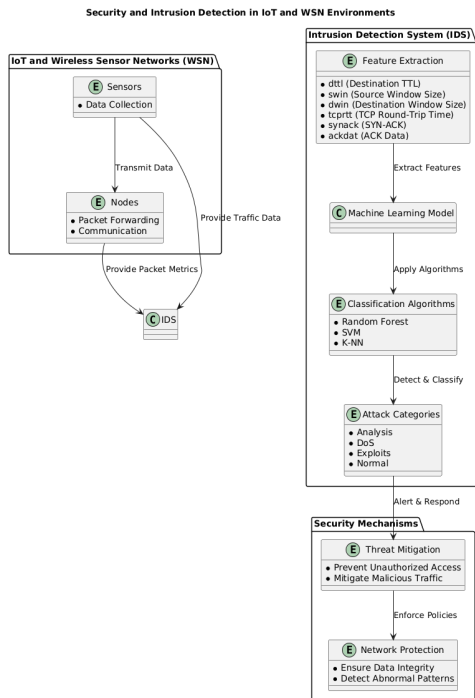 Security and Intrusion Detection in IoT and WSN Environments
IoT and Wireless Sensor Networks (WSN)
E Sensors
Data Collection
Transmit Data
E Nodes
Packet Forwarding
Communication
Provide Traffic Data
Provide Packet Metrics
C IDS
Intrusion Detection System (IDS)
E Feature Extraction
dttl (Destination TTL)
swin (Source Window Size)
dwin (Destination Window Size)
tcprtt (TCP Round-Trip Time)
synack (SYN-ACK)
ackdat (ACK Data)
Extract Features
C Machine Learning Model
Apply Algorithms
E Classification Algorithms
Random Forest
SVM
K-NN
Detect & Classify
E Attack Categories
Analysis
DoS
Exploits
Normal
Alert & Respond
Security Mechanisms
E Threat Mitigation
Prevent Unauthorized Access
Mitigate Malicious Traffic
Enforce Policies
E Network Protection
Ensure Data Integrity
Detect Abnormal Patterns